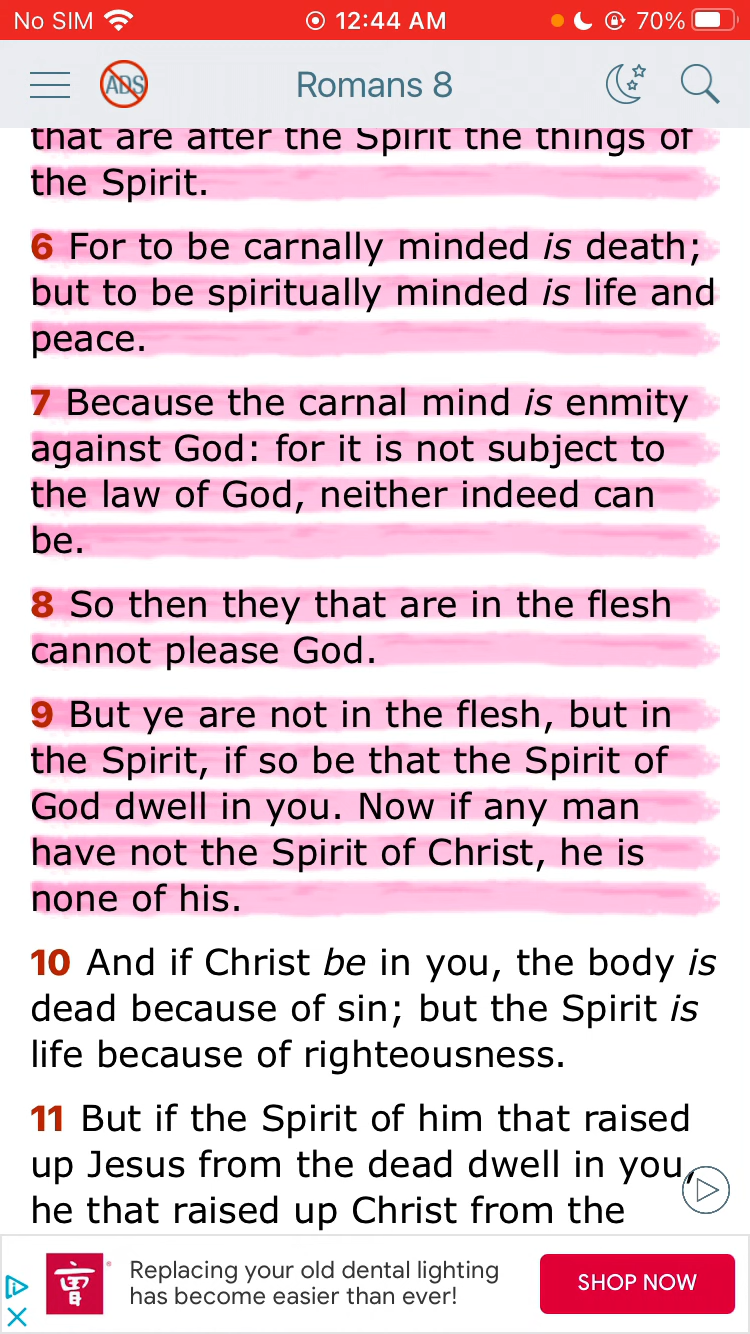 No SIM 12:44 AM 70%
ADS Romans 8
that are after the Spirit the things of
the Spirit.
6 For to be carnally minded is death;
but to be spiritually minded is life and
peace.
7 Because the carnal mind is enmity
against God: for it is not subject to
the law of God, neither indeed can
be.
8 So then they that are in the flesh
cannot please God.
9 But ye are not in the flesh, but in
the Spirit, if so be that the Spirit of
God dwell in you. Now if any man
have not the Spirit of Christ, he is
none of his.
10 And if Christ be in you, the body is
dead because of sin; but the Spirit is
life because of righteousness.
11 But if the Spirit of him that raised
up Jesus from the dead dwell in you,
he that raised up Christ from the
Replacing your old dental lighting
has become easier than ever!
SHOP NOW